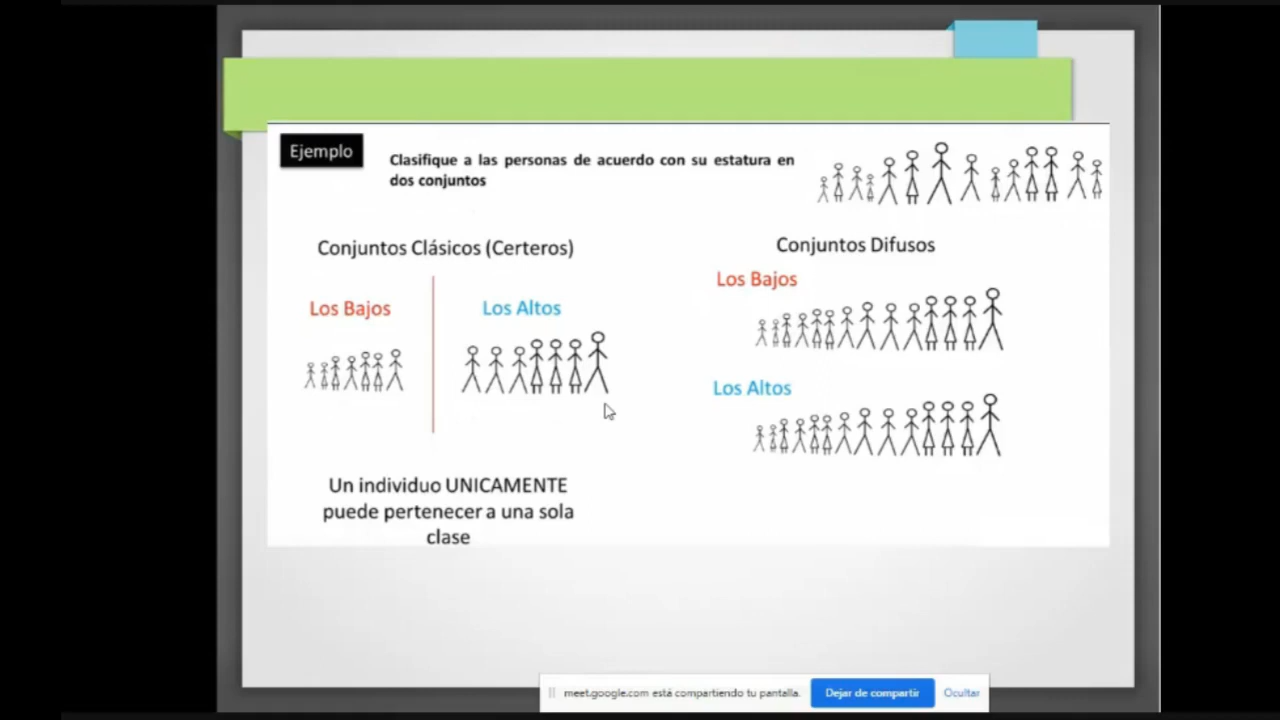 Ejemplo
Clasifique a las personas de acuerdo con su estatura en
dos conjuntos
Conjuntos Clásicos (Certeros)
Los Bajos
Los Altos
Un individuo UNICAMENTE
puede pertenecer a una sola
clase
Conjuntos Difusos
Los Bajos
Los Altos
meet.google.com está compartiendo tu pantalla.
Dejar de compartir
Ocultar